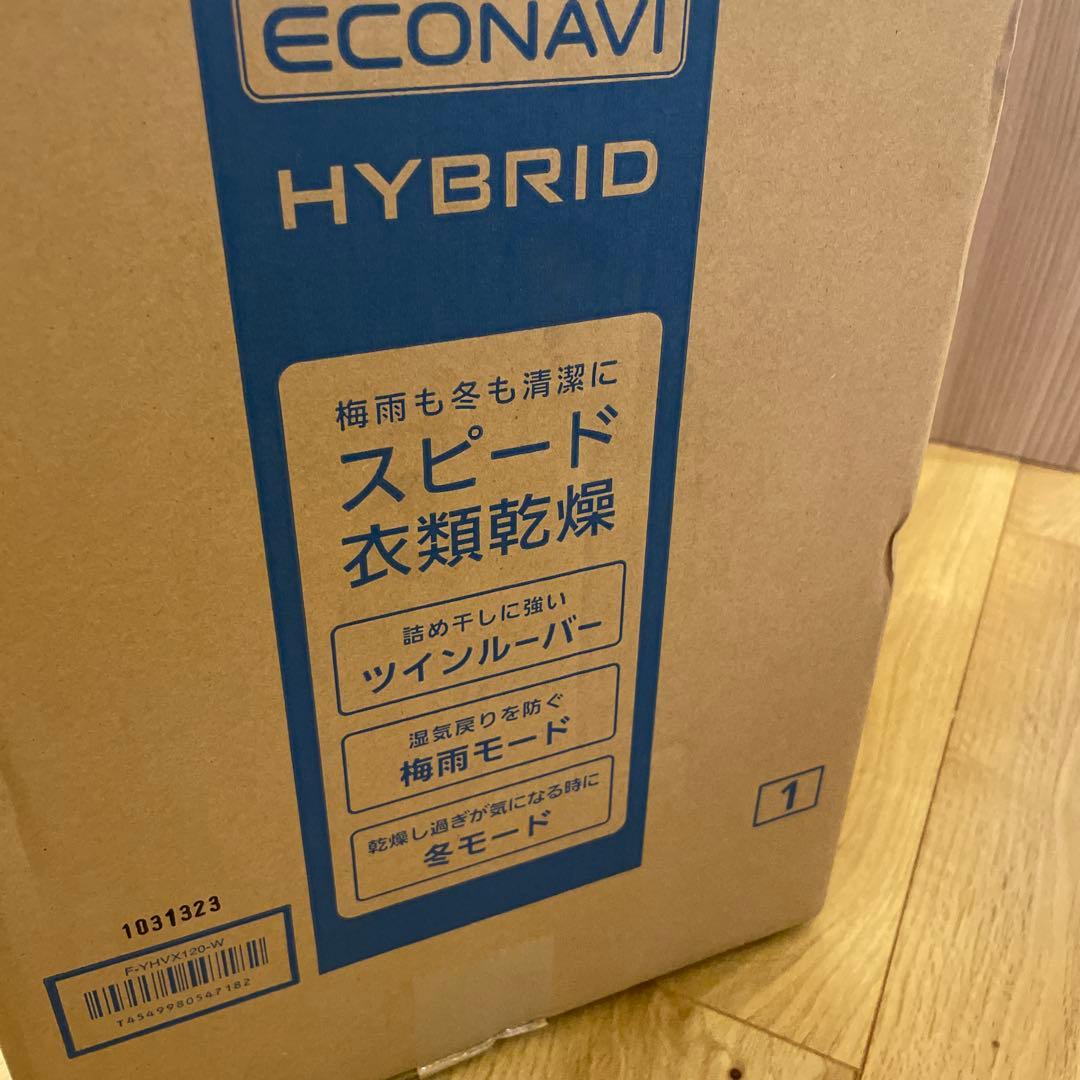 ECONAVI
HYBRID
梅雨も冬も清潔に
スピード
衣類乾燥
詰め干しに強い
ツインルーバー
湿気戻りを防ぐ
梅雨モード
乾燥し過ぎが気になる時に
冬モード
1
1031323
F-YHVX120-W
T4549980547182